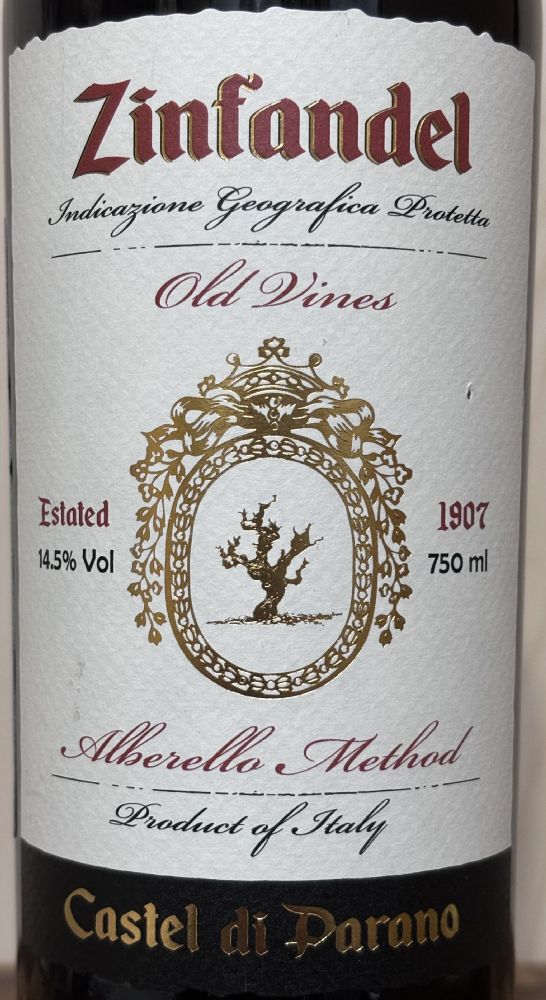 Zinfandel
Indicazione Geografica Protetta
Old Vines
Estated 1907
14.5% Vol 750 ml
Alberello Method
Product of Italy
Castel di Parano